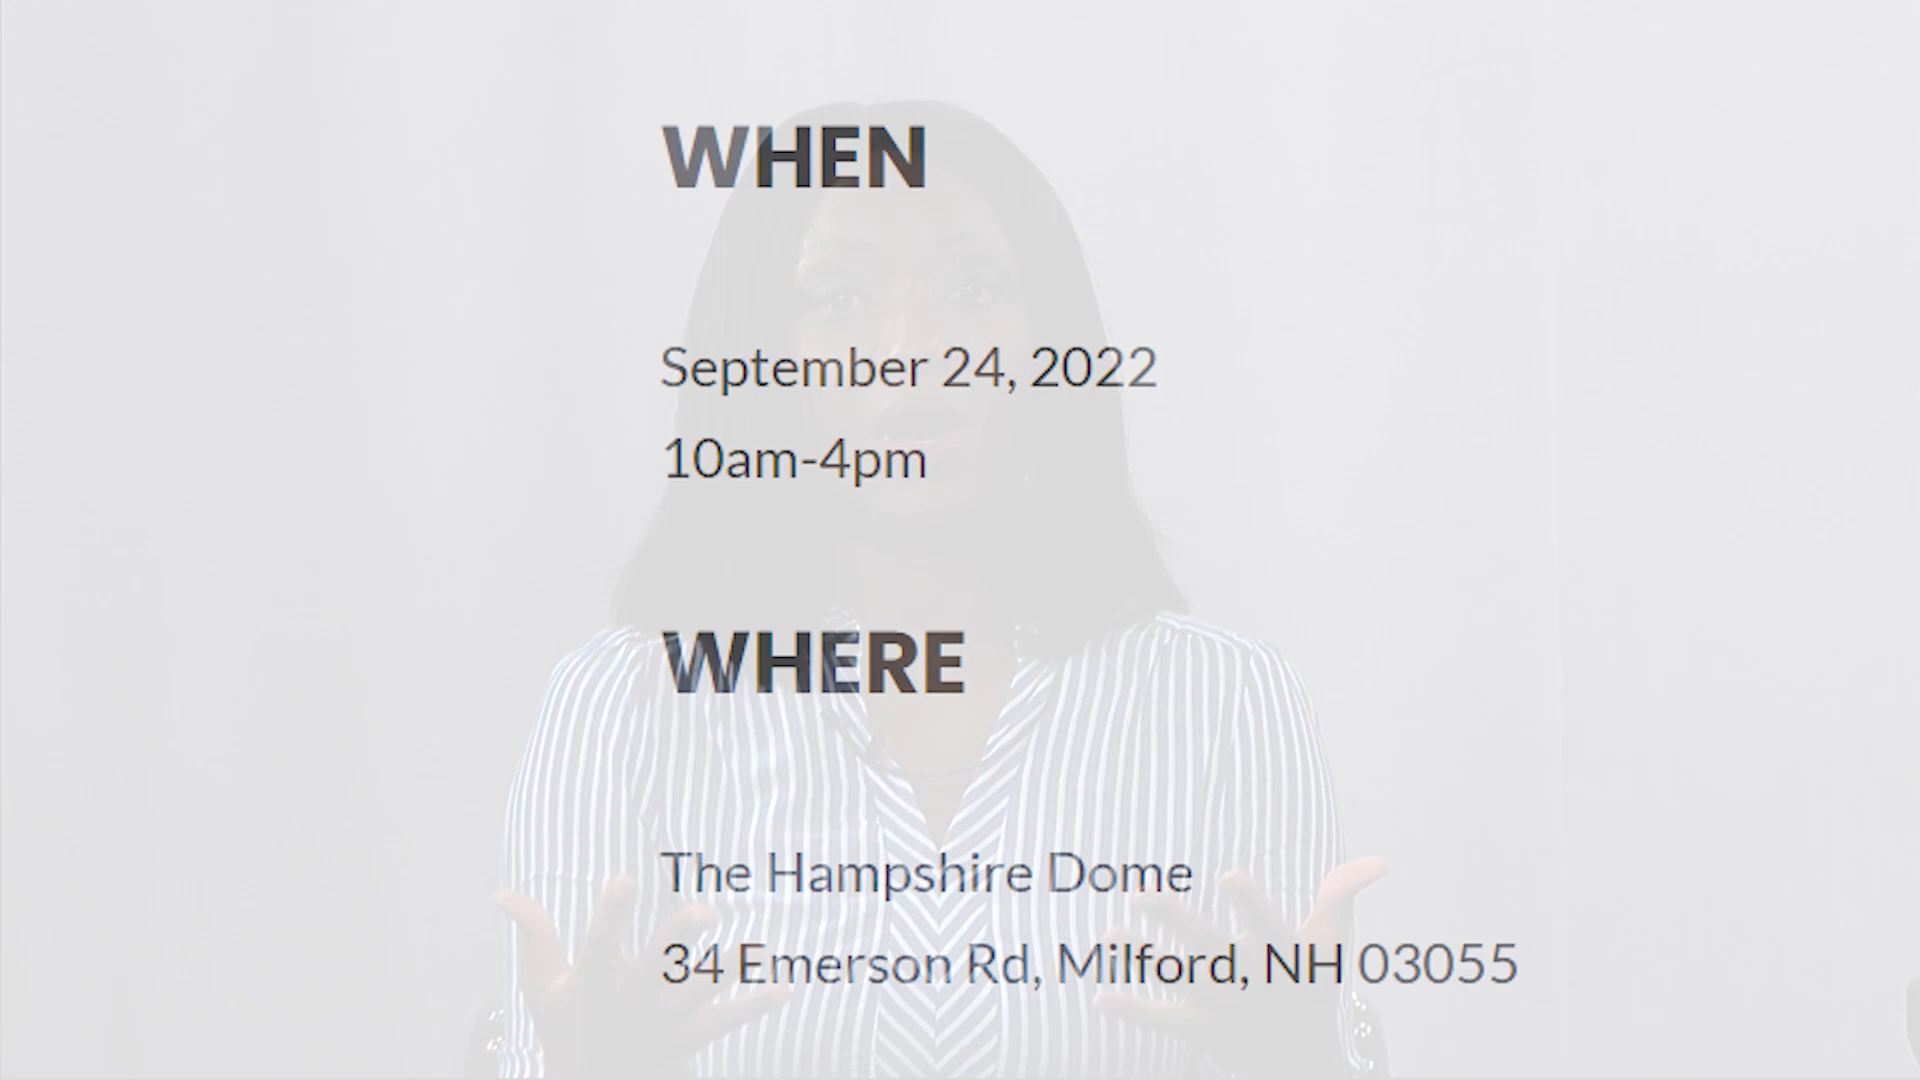 WHEN
September 24, 2022
10am-4pm
WHERE
The Hampshire Dome
34 Emerson Rd, Milford, NH 03055